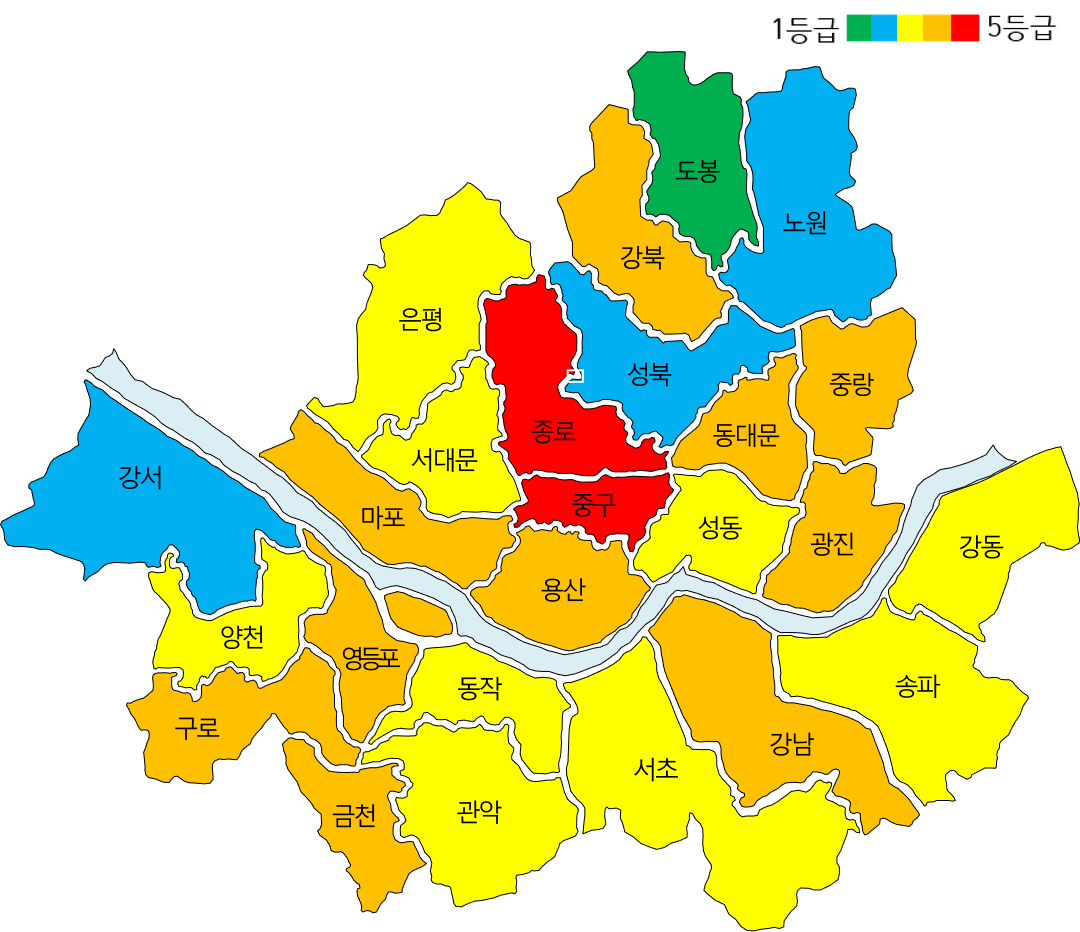 1등급 5등급
도봉
노원
강북
은평
성북
중랑
종로
동대문
서대문
강서
중구
마포
성동
광진
강동
용산
양천
영등포
동작
송파
구로
강남
서초
금천
관악